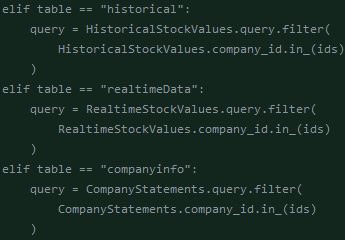 elif table == "historical":
query = HistoricalStockValues.query.filter(
HistoricalStockValues.company_id.in_(ids)
)
elif table == "realtimeData":
query = RealtimeStockValues.query.filter(
RealtimeStockValues.company_id.in_(ids)
)
elif table == "companyinfo":
query = CompanyStatements.query.filter(
CompanyStatements.company_id.in_(ids)
)